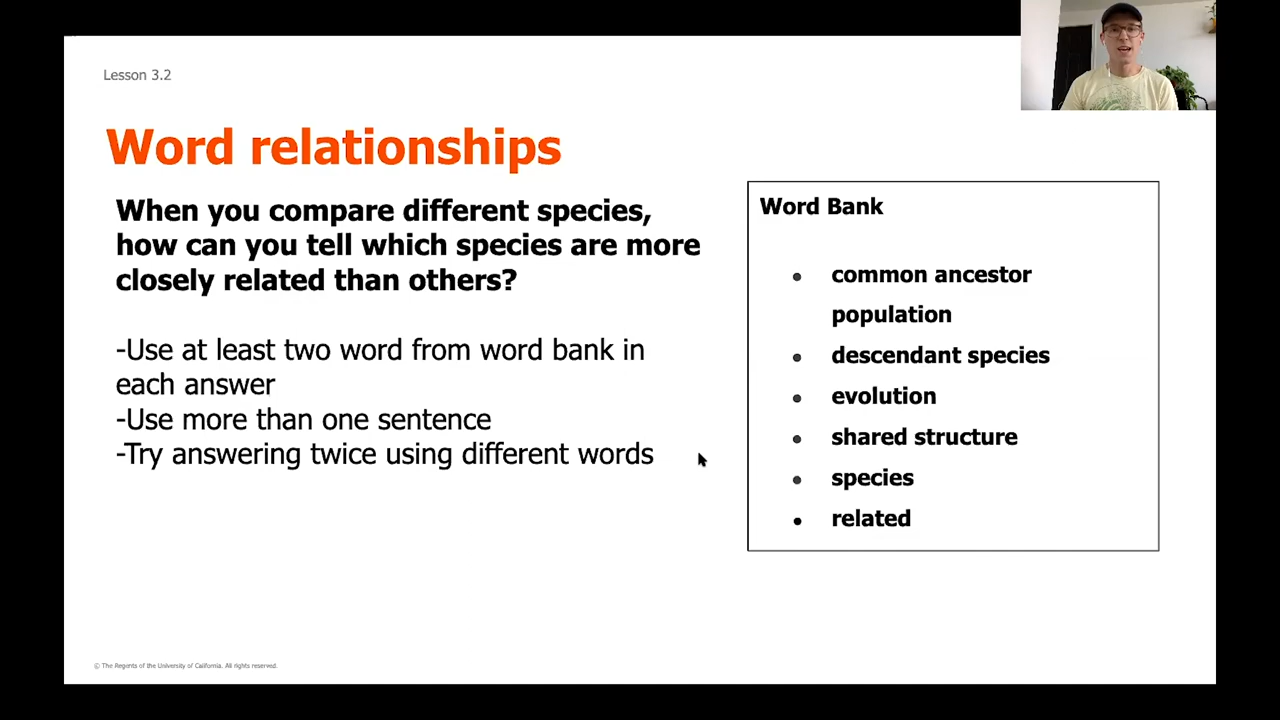 Lesson 3.2
Word relationships
When you compare different species,
how can you tell which species are more
closely related than others?
-Use at least two word from word bank in
each answer
-Use more than one sentence
-Try answering twice using different words
Word Bank
• common ancestor
population
• descendant species
• evolution
• shared structure
• species
• related
© The Regents of the University of California. All rights reserved.